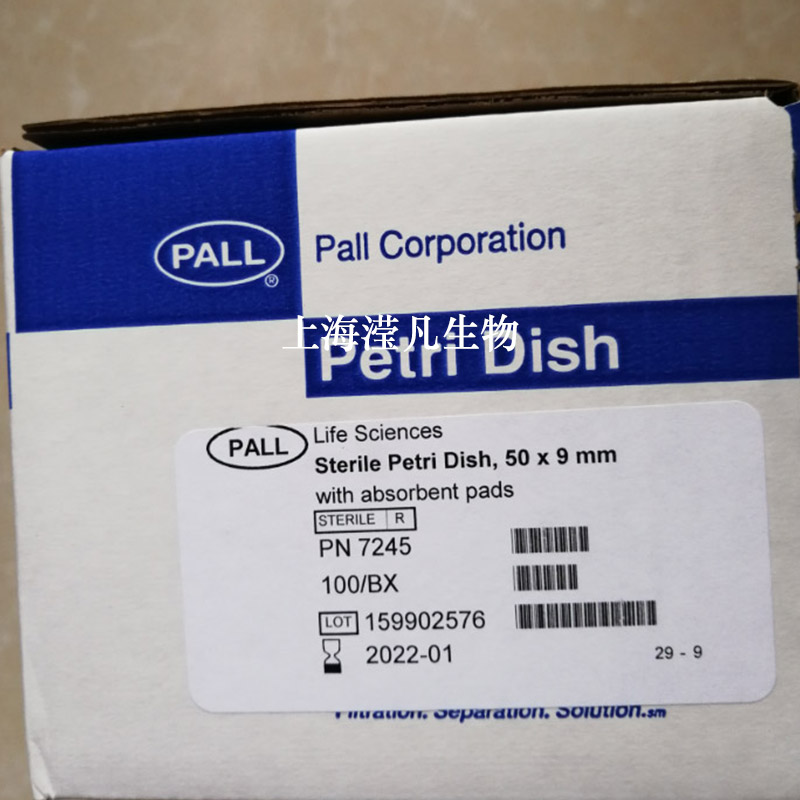 PALL
®
Pall Corporation
上海滢凡生物
Petri Dish
PALL
Life Sciences
Sterile Petri Dish, 50 x 9 mm
with absorbent pads
STERILE R
PN 7245
100/BX
LOT 159902576
2022-01
29 - 9
Filtration. Separation. Solution.sm